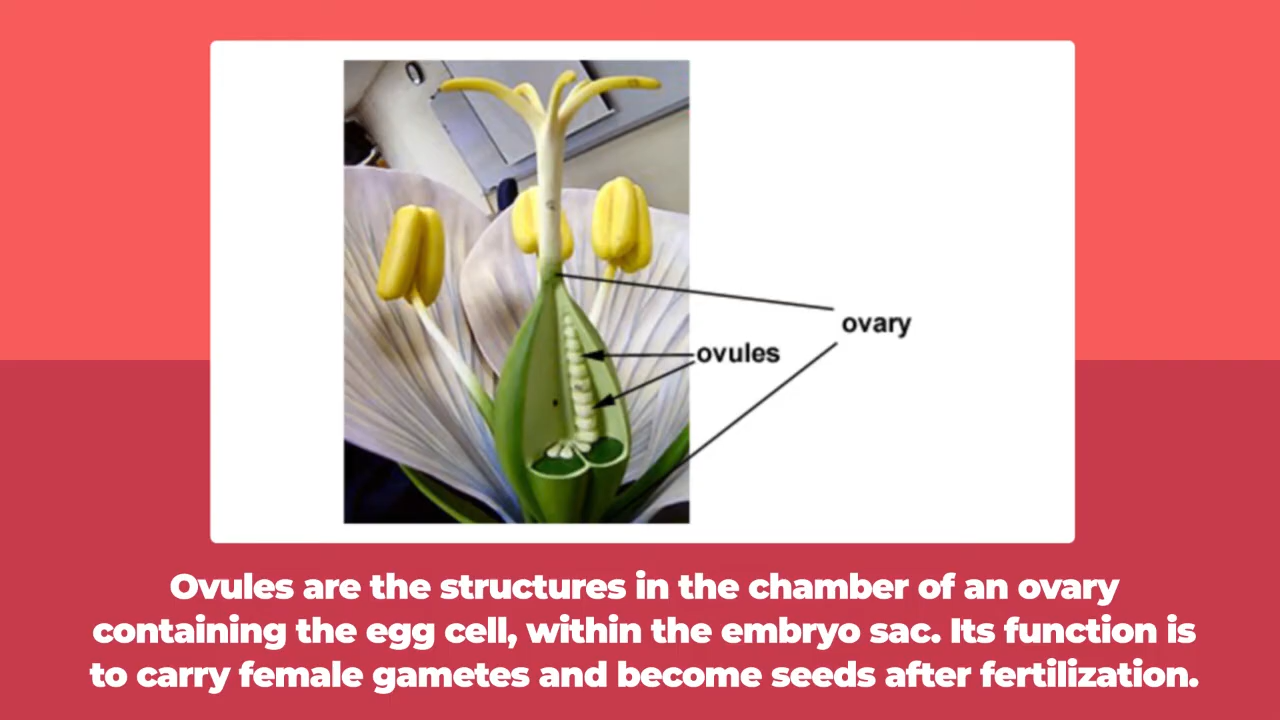 ovary
ovules
Ovules are the structures in the chamber of an ovary
containing the egg cell, within the embryo sac. Its function is
to carry female gametes and become seeds after fertilization.